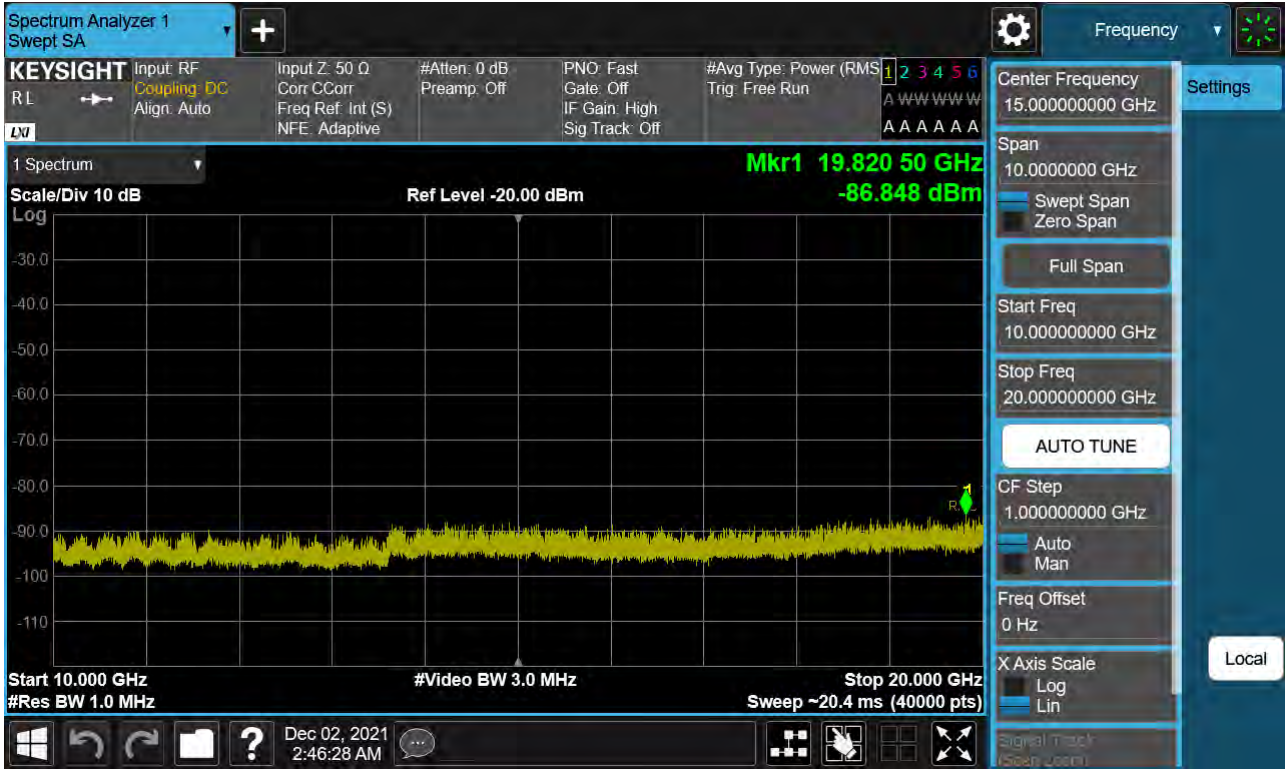 Spectrum Analyzer 1
Swept SA
+
Frequency
KEYSIGHT
RL
LXI
Input: RF
Coupling: DC
Align: Auto
Input Z: 50 Ω
Corr CCorr
Freq Ref: Int (S)
NFE: Adaptive
#Atten: 0 dB
Preamp: Off
PNO: Fast
Gate: Off
IF Gain: High
Sig Track: Off
#Avg Type: Power (RMS
Trig: Free Run
1 2 3 4 5 6
A W W W W W
A A A A A A
Center Frequency
15.000000000 GHz
Settings
Span
10.0000000 GHz
Swept Span
Zero Span
Full Span
Start Freq
10.000000000 GHz
Stop Freq
20.000000000 GHz
AUTO TUNE
CF Step
1.000000000 GHz
Auto
Man
Freq Offset
0 Hz
X Axis Scale
Log
Lin
Signal Track
(Span Zoom)
Local
1 Spectrum
Mkr1 19.820 50 GHz
-86.848 dBm
Scale/Div 10 dB
Ref Level -20.00 dBm
Log
-30.0
-40.0
-50.0
-60.0
-70.0
-80.0
-90.0
-100
-110
1
Start 10.000 GHz
#Video BW 3.0 MHz
Stop 20.000 GHz
#Res BW 1.0 MHz
Sweep ~20.4 ms (40000 pts)
?
Dec 02, 2021
2:46:28 AM